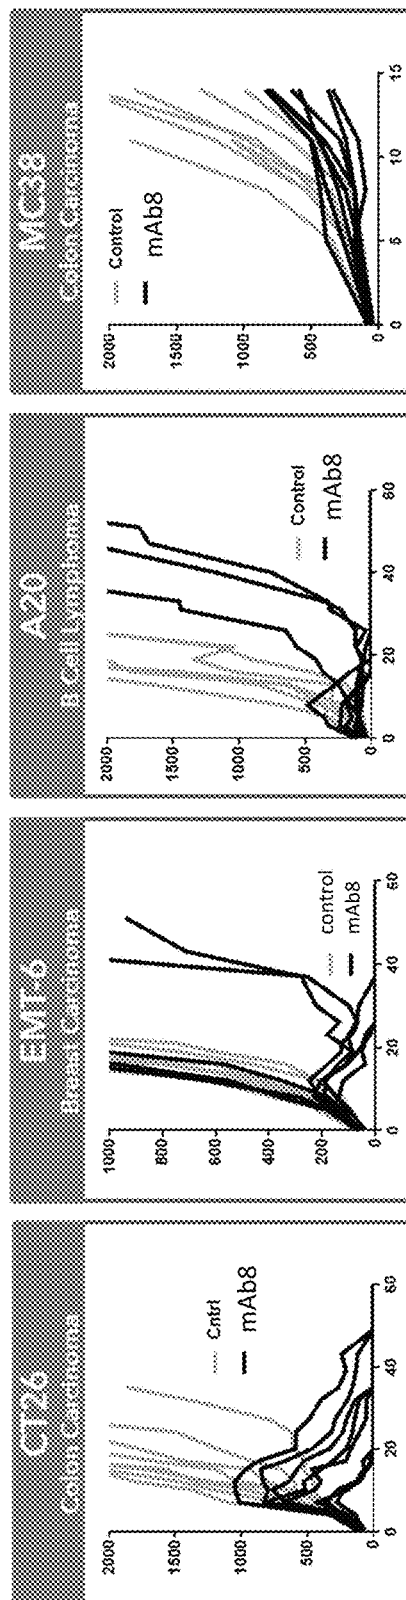 CT26
Colon Carcinoma
2000
1500
1000
500
0
Cntrl
mAb8
0 20 40 60
EMT-6
Breast Carcinoma
1000
800
600
400
200
0
control
mAb8
0 20 40 60
A20
B Cell Lymphoma
2000
1500
1000
500
0
Control
mAb8
0 20 40 60
MC38
Colon Carcinoma
2000
1500
1000
500
0
Control
mAb8
0 5 10 15